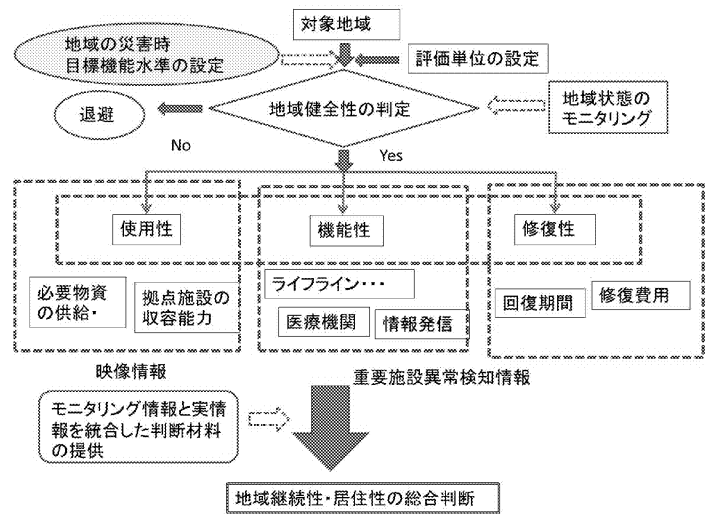 対象地域
地域の災害時
目標機能水準の設定
評価単位の設定
地域健全性の判定
退避
地域状態の
モニタリング
No
Yes
使用性
機能性
修復性
必要物資
の供給・
拠点施設の
収容能力
ライフライン・・・
医療機関
情報発信
回復期間
修復費用
映像情報
重要施設異常検知情報
モニタリング情報と実情
報を統合した判断材料
の提供
地域継続性・居住性の総合判断